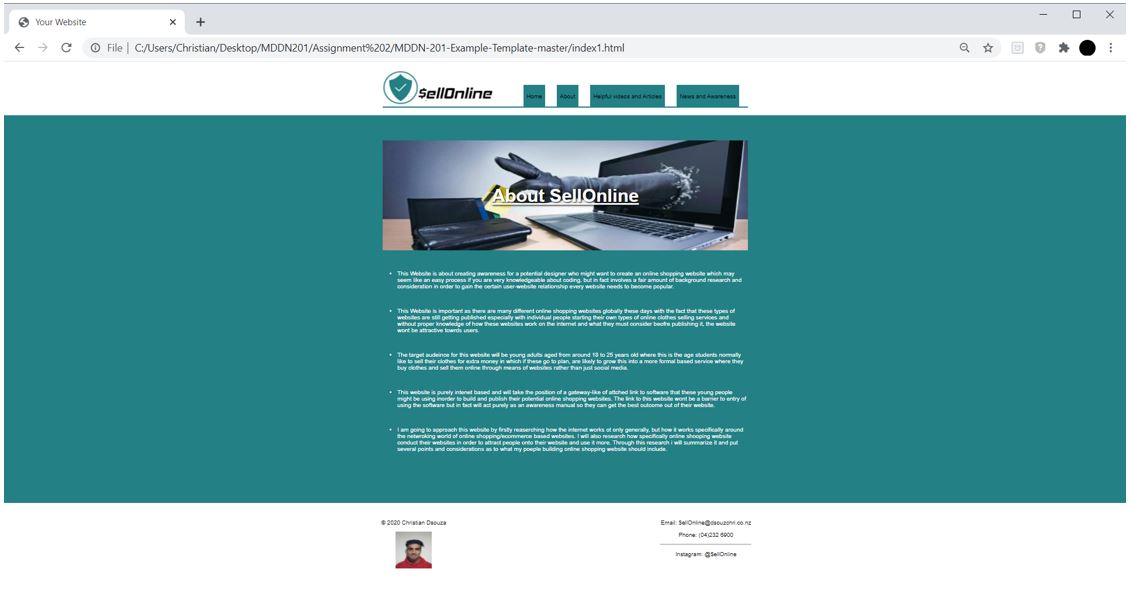 Your Website
File C:/Users/Christian/Desktop/MDDN201/Assignment%202/MDDN-201-Example-Template-master/index1.html
$ellOnline
Home About Helpful videos and Articles News and Awareness
About SellOnline
• This Website is about creating awareness for a potential designer who might want to create an online shopping website which may
seem like an easy process if you are very knowledgeable about coding, but in fact involves a fair amount of background research and
consideration in order to gain the certain user-website relationship every website needs to become popular.
• This Website is important as there are many different online shopping websites globally these days with the fact that these types of
websites are still getting published especially with individual people starting their own types of online clothes selling services and
without proper knowledge of how these websites work on the internet and what they must consider beofre publishing it, the website
wont be attractive towrds users.
• The target audeince for this website will be young adults aged from around 18 to 25 years old where this is the age students normally
like to sell their clothes for extra money in which if these go to plan, are likely to grow this into a more formal based service where they
buy clothes and sell them online through means of websites rather than just social media.
• This website is purely intenet based and will take the position of a gateway-like of attched link to software that these young people
might be using inorder to build and publish their potential online shopping websites. The link to this website wont be a barrier to entry of
using the software but in fact will act purely as an awareness manual so they can get the best outcome out of their website.
• I am going to approach this website by firstly reaserching how the internet works ot only generally, but how it works specifically around
the netwroking world of online shopping/ecommerce based websites. I will also research how specifically online shooping website
conduct their websites in order to attract people onto their website and use it more. Through this research i will summarize it and put
several points and considerations as to what my poeple building online shopping website should include.
© 2020 Christian Dsouza
Email: $ellOnline@dsouzchri.co.nz
Phone: (04)232 6900
Instagram: @$ellOnline